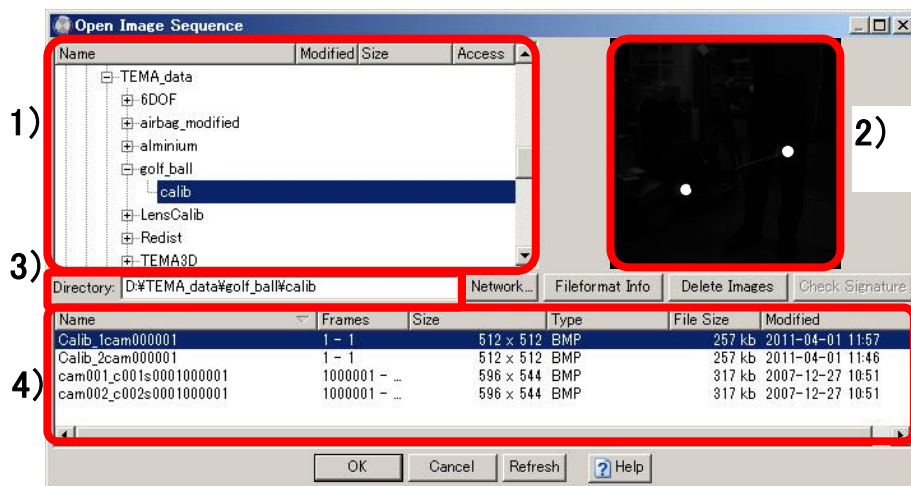 Open Image Sequence
Name Modified Size Access
TEMA_data
6DOF
1)
airbag_modified
2)
alminium
golf_ball
calib
LensCalib
Redist
3)
TEMA3D
Directory: D:¥TEMA_data¥golf_ball¥calib Network... Fileformat Info Delete Images Check Signature
Name Frames Size Type File Size Modified
Calib_1cam000001 1 - 1 512 x 512 BMP 257 kb 2011-04-01 11:57
Calib_2cam000001 1 - 1 512 x 512 BMP 257 kb 2011-04-01 11:46
cam001_c001s0001000001 1000001 - ... 596 x 544 BMP 317 kb 2007-12-27 10:51
4)
cam002_c002s0001000001 1000001 - ... 596 x 544 BMP 317 kb 2007-12-27 10:51
OK Cancel Refresh ? Help